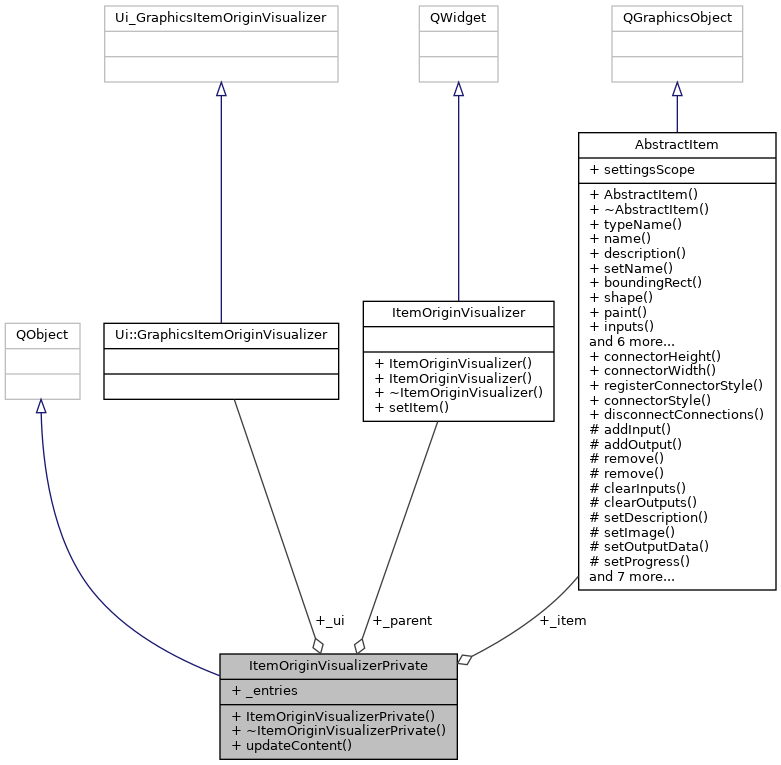 Ui_GraphicsItemOriginVisualizer
QWidget
QGraphicsObject
AbstractItem
+ settingsScope
+ AbstractItem()
+ ~AbstractItem()
+ typeName()
+ name()
+ description()
+ setName()
+ boundingRect()
+ shape()
+ paint()
+ inputs()
and 6 more...
+ connectorHeight()
+ connectorWidth()
+ registerConnectorStyle()
+ connectorStyle()
+ disconnectConnections()
# addInput()
# addOutput()
# remove()
# remove()
# clearInputs()
# clearOutputs()
# setDescription()
# setImage()
# setOutputData()
# setProgress()
and 7 more...
QObject
Ui::GraphicsItemOriginVisualizer
ItemOriginVisualizer
+ ItemOriginVisualizer()
+ ItemOriginVisualizer()
+ ~ItemOriginVisualizer()
+ setItem()
+_ui
+_parent
+_item
ItemOriginVisualizerPrivate
+ _entries
+ ItemOriginVisualizerPrivate()
+ ~ItemOriginVisualizerPrivate()
+ updateContent()